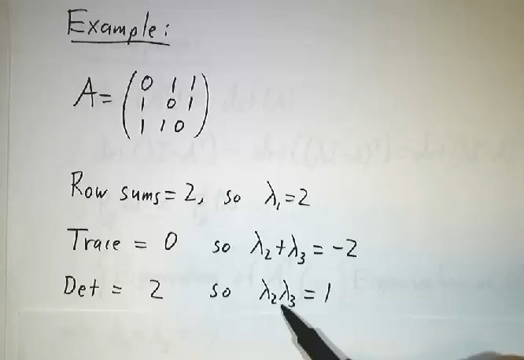 Example:
A = ( 0 1 1
1 0 1
1 1 0 )
Row sums = 2, so λ₁ = 2
Trace = 0 so λ₂ + λ₃ = -2
Det = 2 so λ₂λ₃ = 1